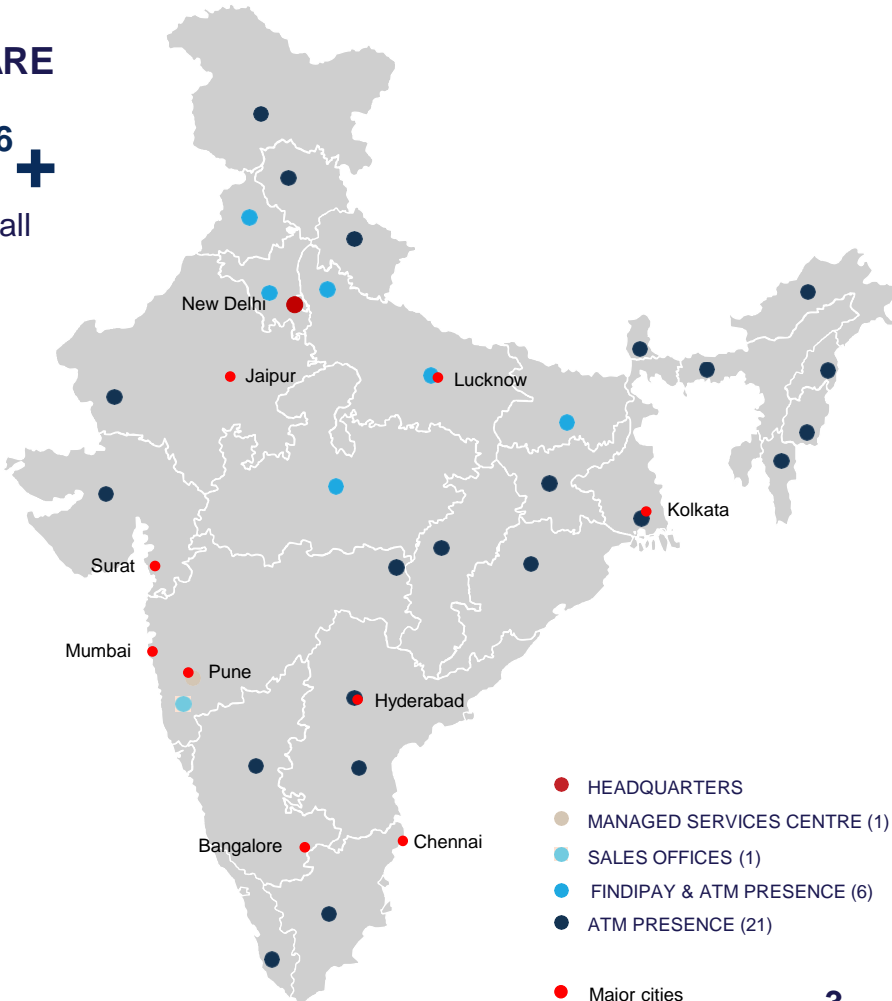 ARE
6+
all
New Delhi
Jaipur
Lucknow
Kolkata
Surat
Mumbai
Pune
Hyderabad
Bangalore
Chennai
HEADQUARTERS
MANAGED SERVICES CENTRE (1)
SALES OFFICES (1)
FINDIPAY & ATM PRESENCE (6)
ATM PRESENCE (21)
Major cities